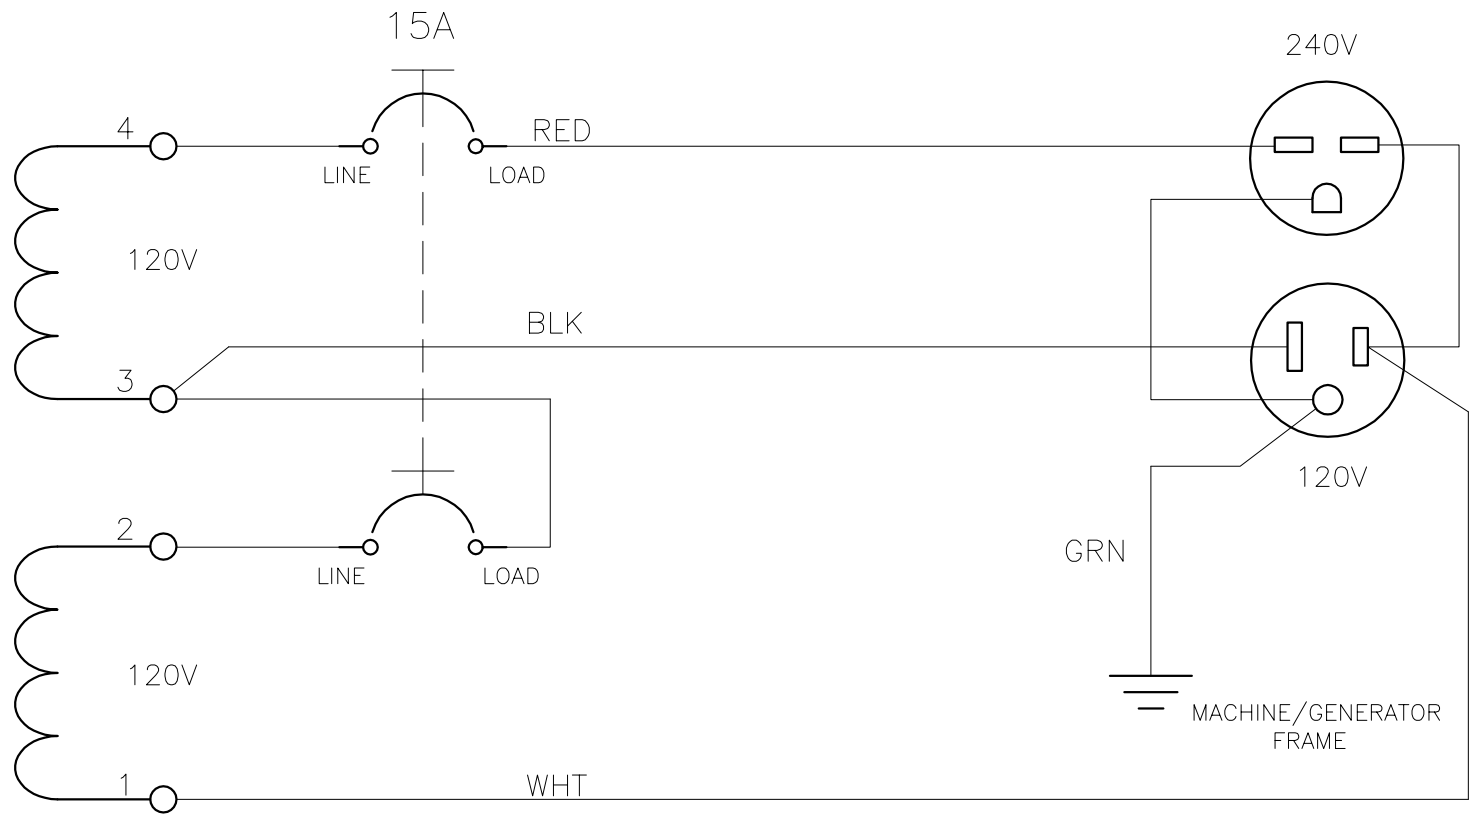 15A
240V
4
RED
LINE
LOAD
120V
BLK
3
120V
2
GRN
LINE
LOAD
120V
MACHINE/GENERATOR
FRAME
1
WHT